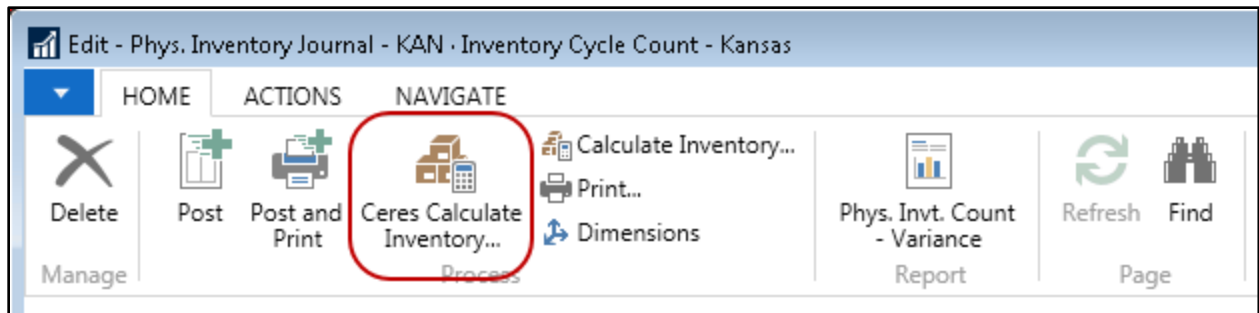 Edit - Phys. Inventory Journal - KAN · Inventory Cycle Count - Kansas
HOME ACTIONS NAVIGATE
Delete
Post
Post and
Print
Ceres Calculate
Inventory...
Calculate Inventory...
Print...
Dimensions
Phys. Invt. Count
- Variance
Refresh
Find
Manage
Process
Report
Page